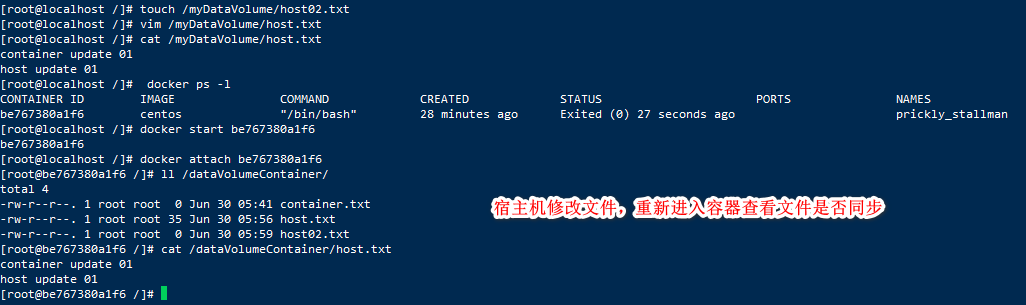 [root@localhost /]# touch /myDataVolume/host02.txt
[root@localhost /]# vim /myDataVolume/host.txt
[root@localhost /]# cat /myDataVolume/host.txt
container update 01
host update 01
[root@localhost /]#  docker ps -l
CONTAINER ID        IMAGE               COMMAND             CREATED             STATUS                      PORTS               NAMES
be767380a1f6        centos              "/bin/bash"         28 minutes ago      Exited (0) 27 seconds ago                       prickly_stallman
[root@localhost /]# docker start be767380a1f6
be767380a1f6
[root@localhost /]# docker attach be767380a1f6
[root@be767380a1f6 /]# ll /dataVolumeContainer/
total 4
-rw-r--r--. 1 root root  0 Jun 30 05:41 container.txt
-rw-r--r--. 1 root root 35 Jun 30 05:56 host.txt
宿主机修改文件，重新进入容器查看文件是否同步
-rw-r--r--. 1 root root  0 Jun 30 05:59 host02.txt
[root@be767380a1f6 /]# cat /dataVolumeContainer/host.txt
container update 01
host update 01
[root@be767380a1f6 /]#